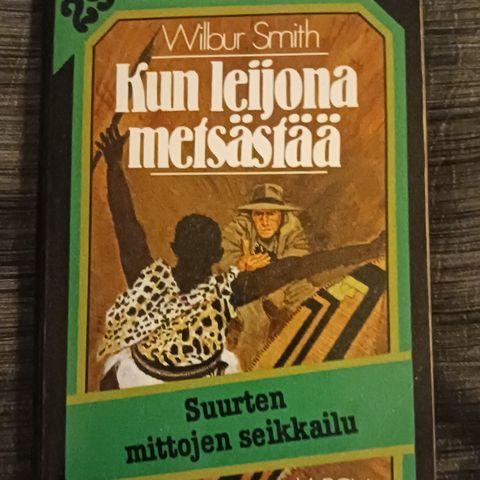 Wilbur Smith
Kun leijona
metsästää
Suurten
mittojen seikkailu